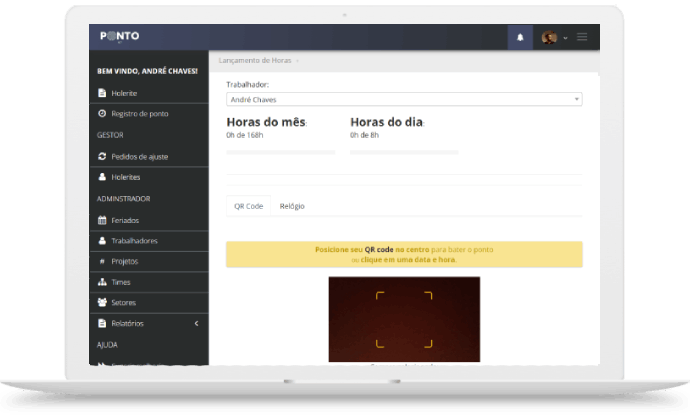 PONTO
BEM VINDO, ANDRÉ CHAVES!
Holerite
Registro de ponto
GESTOR
Pedidos de ajuste
Holerites
ADMINSTRADOR
Feriados
Trabalhadores
# Projetos
Times
Setores
Relatórios
AJUDA
Lançamento de Horas
Trabalhador:
André Chaves
Horas do mês:
0h de 168h
Horas do dia:
0h de 8h
QR Code Relógio
Posicione seu QR code no centro para bater o ponto
ou clique em uma data e hora.